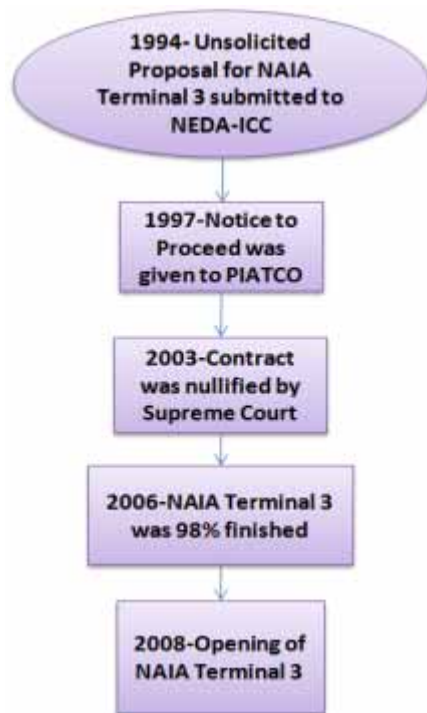 1994- Unsolicited
Proposal for NAIA
Terminal 3 submitted to
NEDA-ICC
1997-Notice to
Proceed was
given to PIATCO
2003-Contract
was nullified by
Supreme Court
2006-NAIA Terminal 3
was 98% finished
2008-Opening of
NAIA Terminal 3